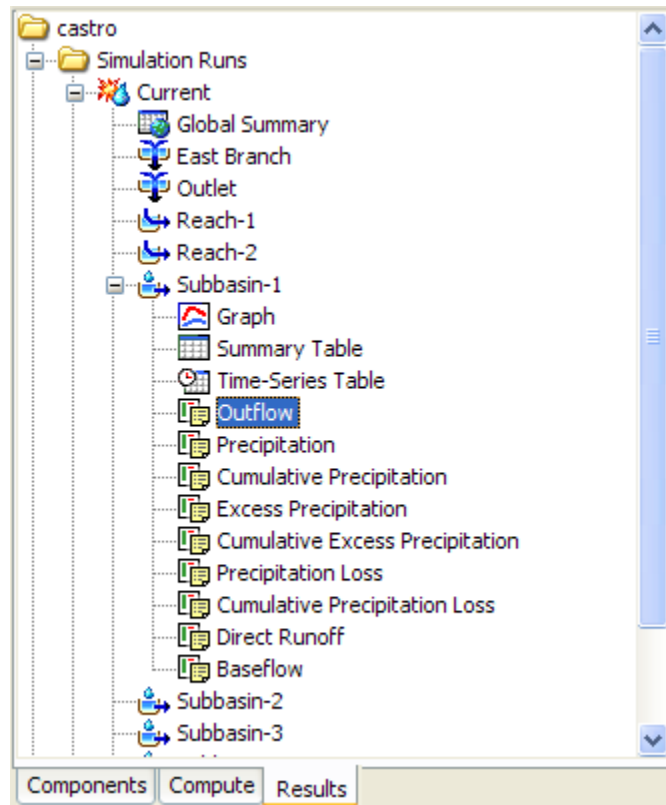 castro
Simulation Runs
Current
Global Summary
East Branch
Outlet
Reach-1
Reach-2
Subbasin-1
Graph
Summary Table
Time-Series Table
Outflow
Precipitation
Cumulative Precipitation
Excess Precipitation
Cumulative Excess Precipitation
Precipitation Loss
Cumulative Precipitation Loss
Direct Runoff
Baseflow
Subbasin-2
Subbasin-3
Components Compute Results